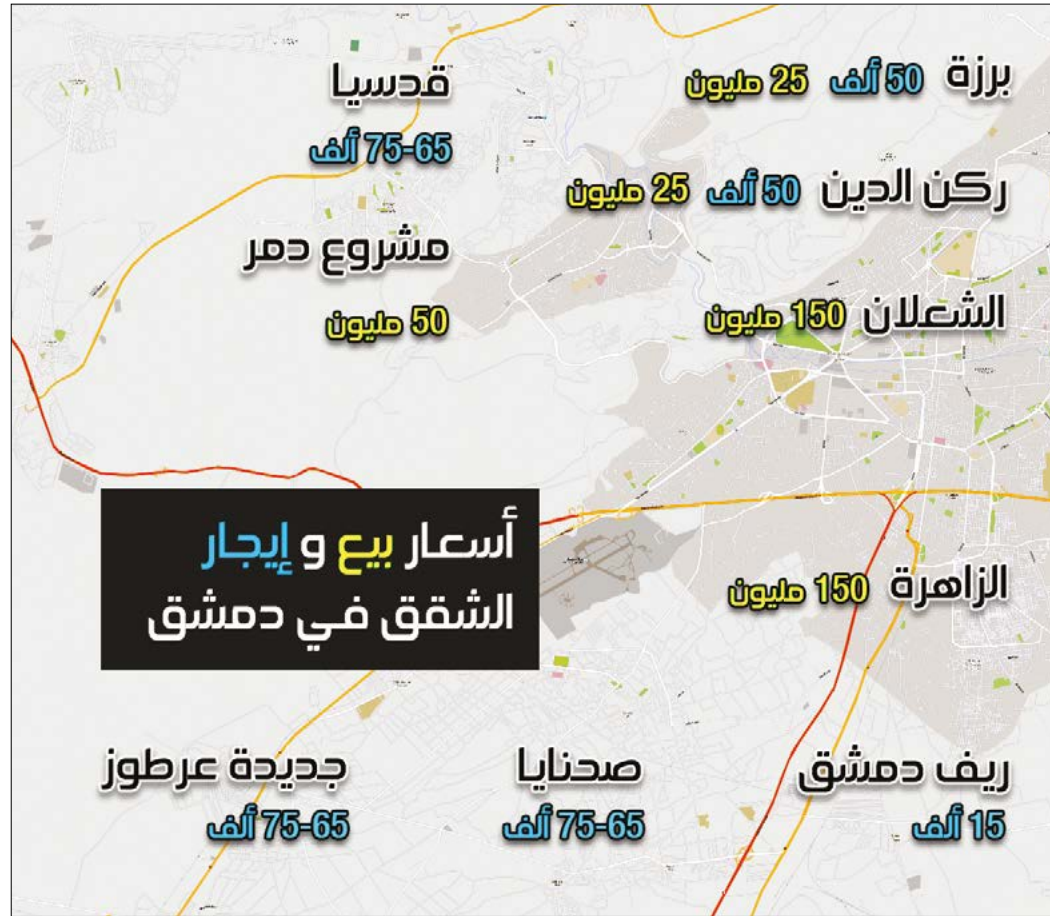 برزة 50 ألف 25 مليون
قدسيا
75-65 ألف
ركن الدين 50 ألف 25 مليون
مشروع دمر
50 مليون
الشعلان 150 مليون
أسعار بيع و إيجار
الشقق في دمشق
الزاهرة 150 مليون
ريف دمشق
15 ألف
صحنايا
75-65 ألف
جديدة عرطوز
75-65 ألف